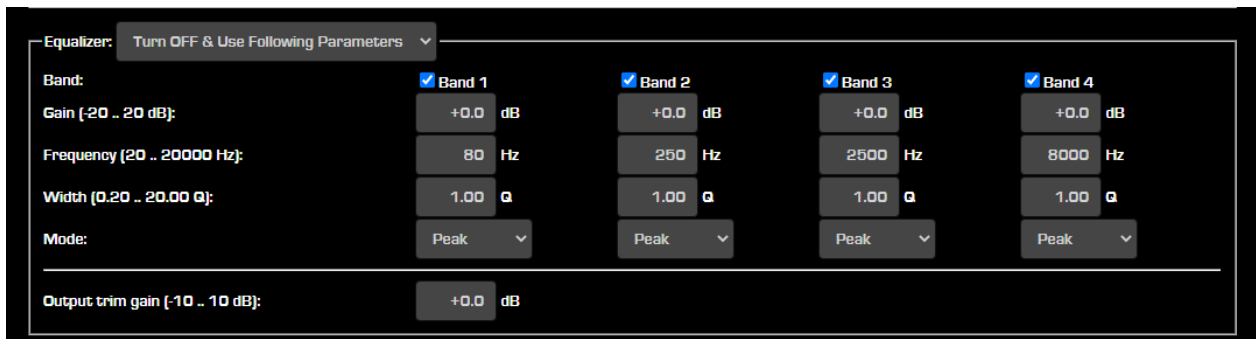 Equalizer: Turn OFF & Use Following Parameters
Band: Band 1 Band 2 Band 3 Band 4
Gain (-20 .. 20 dB): +0.0 dB +0.0 dB +0.0 dB +0.0 dB
Frequency (20 .. 20000 Hz): 80 Hz 250 Hz 2500 Hz 8000 Hz
Width (0.20 .. 20.00 Q): 1.00 Q 1.00 Q 1.00 Q 1.00 Q
Mode: Peak Peak Peak Peak
Output trim gain (-10 .. 10 dB): +0.0 dB